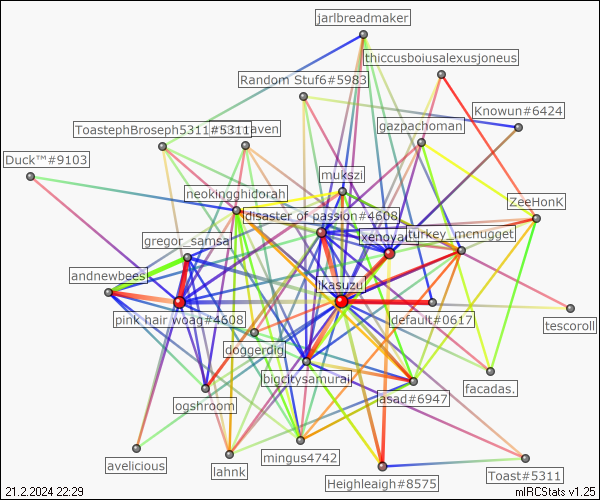 jarlbreadmaker
thiccusboiusalexusjoneus
Random Stuf6#5983
Knowun#6424
ToastephBroseph5311#5311
aven
gazpachoman
Duck™#9103
mukszi
neokingghidorah
ZeeHonK
disaster of passion#4608
xenoyac
turkey_mcnugget
gregor_samsa
andnewbees
ikasuzu
pink hair woag#4608
default#0617
tescoroll
doggerdig
bigcitysamurai
facadas.
ogshroom
asad#6947
avelicious
lahnk
mingus4742
Heighleaigh#8575
Toast#5311
21.2.2024 22:29
mIRCStats v1.25